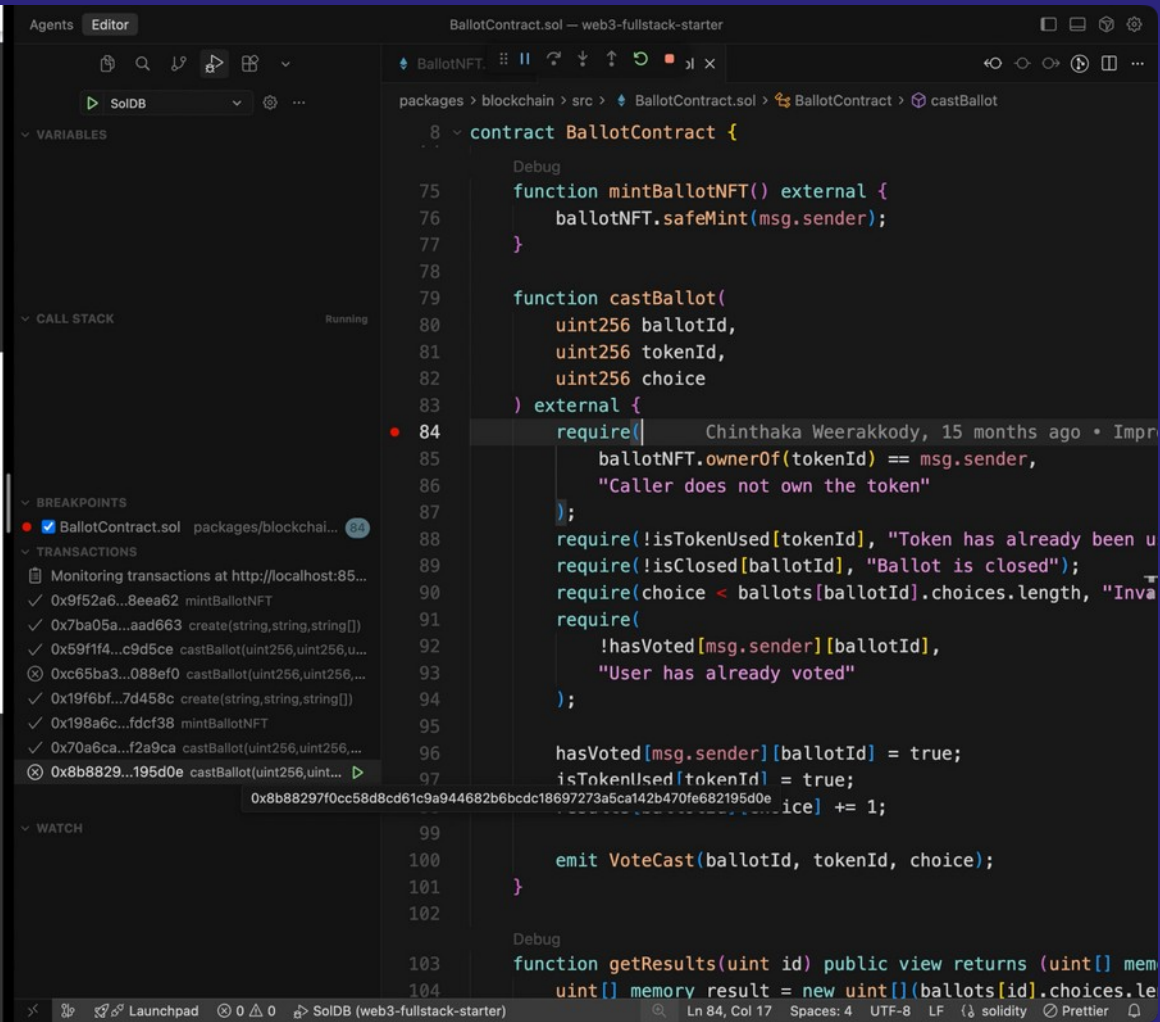 Agents Editor BallotContract.sol — web3-fullstack-starter
SolDB
BallotNFT.
packages > blockchain > src > BallotContract.sol > BallotContract > castBallot
VARIABLES
CALL STACK Running
BREAKPOINTS
BallotContract.sol packages/blockchai... 84
TRANSACTIONS
Monitoring transactions at http://localhost:85...
0x9f52a6...8eea62 mintBallotNFT
0x7ba05a...aad663 create(string,string,string[])
0x59f1f4...c9d5ce castBallot(uint256,uint256,u...
0xc65ba3...088ef0 castBallot(uint256,uint256,...
0x19f6bf...7d458c create(string,string,string[])
0x198a6c...fdcf38 mintBallotNFT
0x70a6ca...f2a9ca castBallot(uint256,uint256,...
0x8b8829...195d0e castBallot(uint256,uint...
0x8b88297f0cc58d8cd61c9a944682b6bcdc18697273a5ca142b470fe682195d0e
WATCH
8 contract BallotContract {
Debug
75 function mintBallotNFT() external {
76 ballotNFT.safeMint(msg.sender);
77 }
78
79 function castBallot(
80 uint256 ballotId,
81 uint256 tokenId,
82 uint256 choice
83 ) external {
84 require( Chinthaka Weerakkody, 15 months ago • Impr
85 ballotNFT.ownerOf(tokenId) == msg.sender,
86 "Caller does not own the token"
87 );
88 require(!isTokenUsed[tokenId], "Token has already been u
89 require(!isClosed[ballotId], "Ballot is closed");
90 require(choice < ballots[ballotId].choices.length, "Inva
91 require(
92 !hasVoted[msg.sender][ballotId],
93 "User has already voted"
94 );
95
96 hasVoted[msg.sender][ballotId] = true;
97 isTokenUsed[tokenId] = true;
ice] += 1;
99
100 emit VoteCast(ballotId, tokenId, choice);
101 }
102
Debug
103 function getResults(uint id) public view returns (uint[] mem
104 uint[] memory result = new uint[](ballots[id].choices.le
Launchpad 0 0 SolDB (web3-fullstack-starter) Ln 84, Col 17 Spaces: 4 UTF-8 LF solidity Prettier